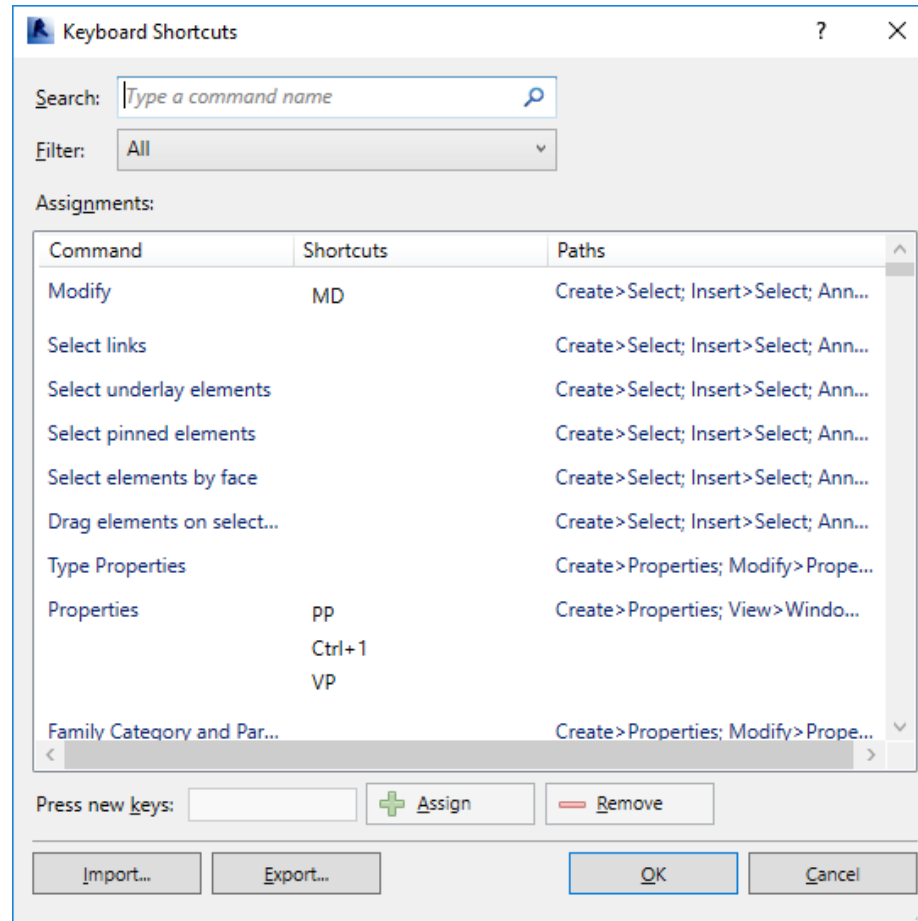 Keyboard Shortcuts ?
Search: Type a command name
Filter: All
Assignments:
Command Shortcuts Paths
Modify MD Create>Select; Insert>Select; Ann...
Select links Create>Select; Insert>Select; Ann...
Select underlay elements Create>Select; Insert>Select; Ann...
Select pinned elements Create>Select; Insert>Select; Ann...
Select elements by face Create>Select; Insert>Select; Ann...
Drag elements on select... Create>Select; Insert>Select; Ann...
Type Properties Create>Properties; Modify>Prope...
Properties PP Create>Properties; View>Windo...
Ctrl+1
VP
Family Category and Par... Create>Properties; Modify>Prope...
Press new keys: Assign Remove
Import... Export... OK Cancel